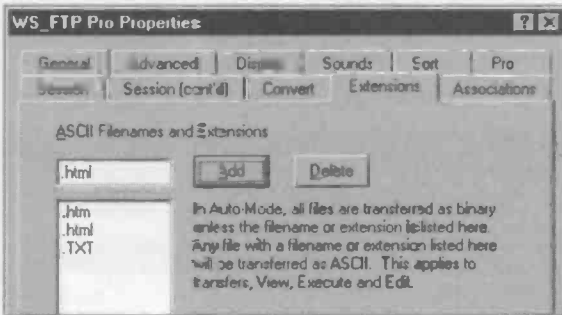 WS_FTP Pro Properties
General Advanced Display Sounds Sort Pro
Session Session (cont'd) Convert Extensions Associations
ASCII Filenames and Extensions
.html Add Delete
.htm
.html
.TXT
In Auto-Mode, all files are transferred as binary
unless the filename or extension is listed here.
Any file with a filename or extension listed here
will be transferred as ASCII. This applies to
transfers, View, Execute and Edit.